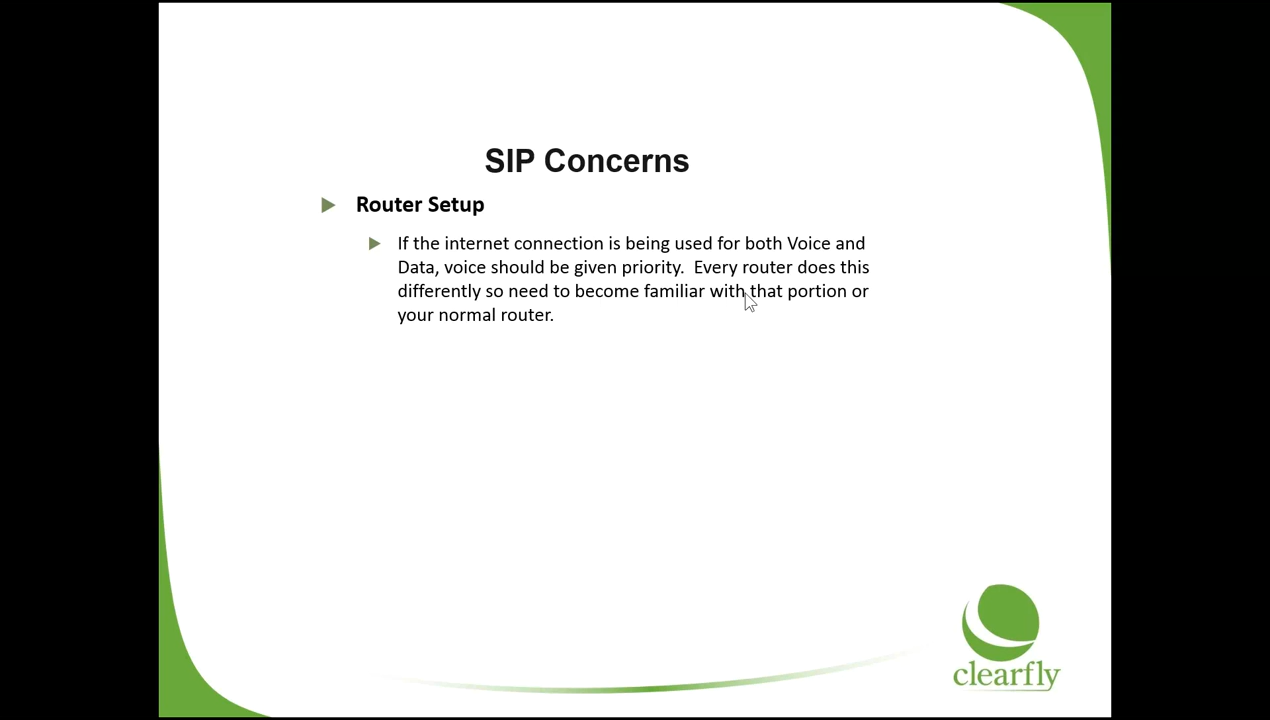 SIP Concerns
Router Setup
If the internet connection is being used for both Voice and
Data, voice should be given priority.  Every router does this
differently so need to become familiar with that portion or
your normal router.
clearfly